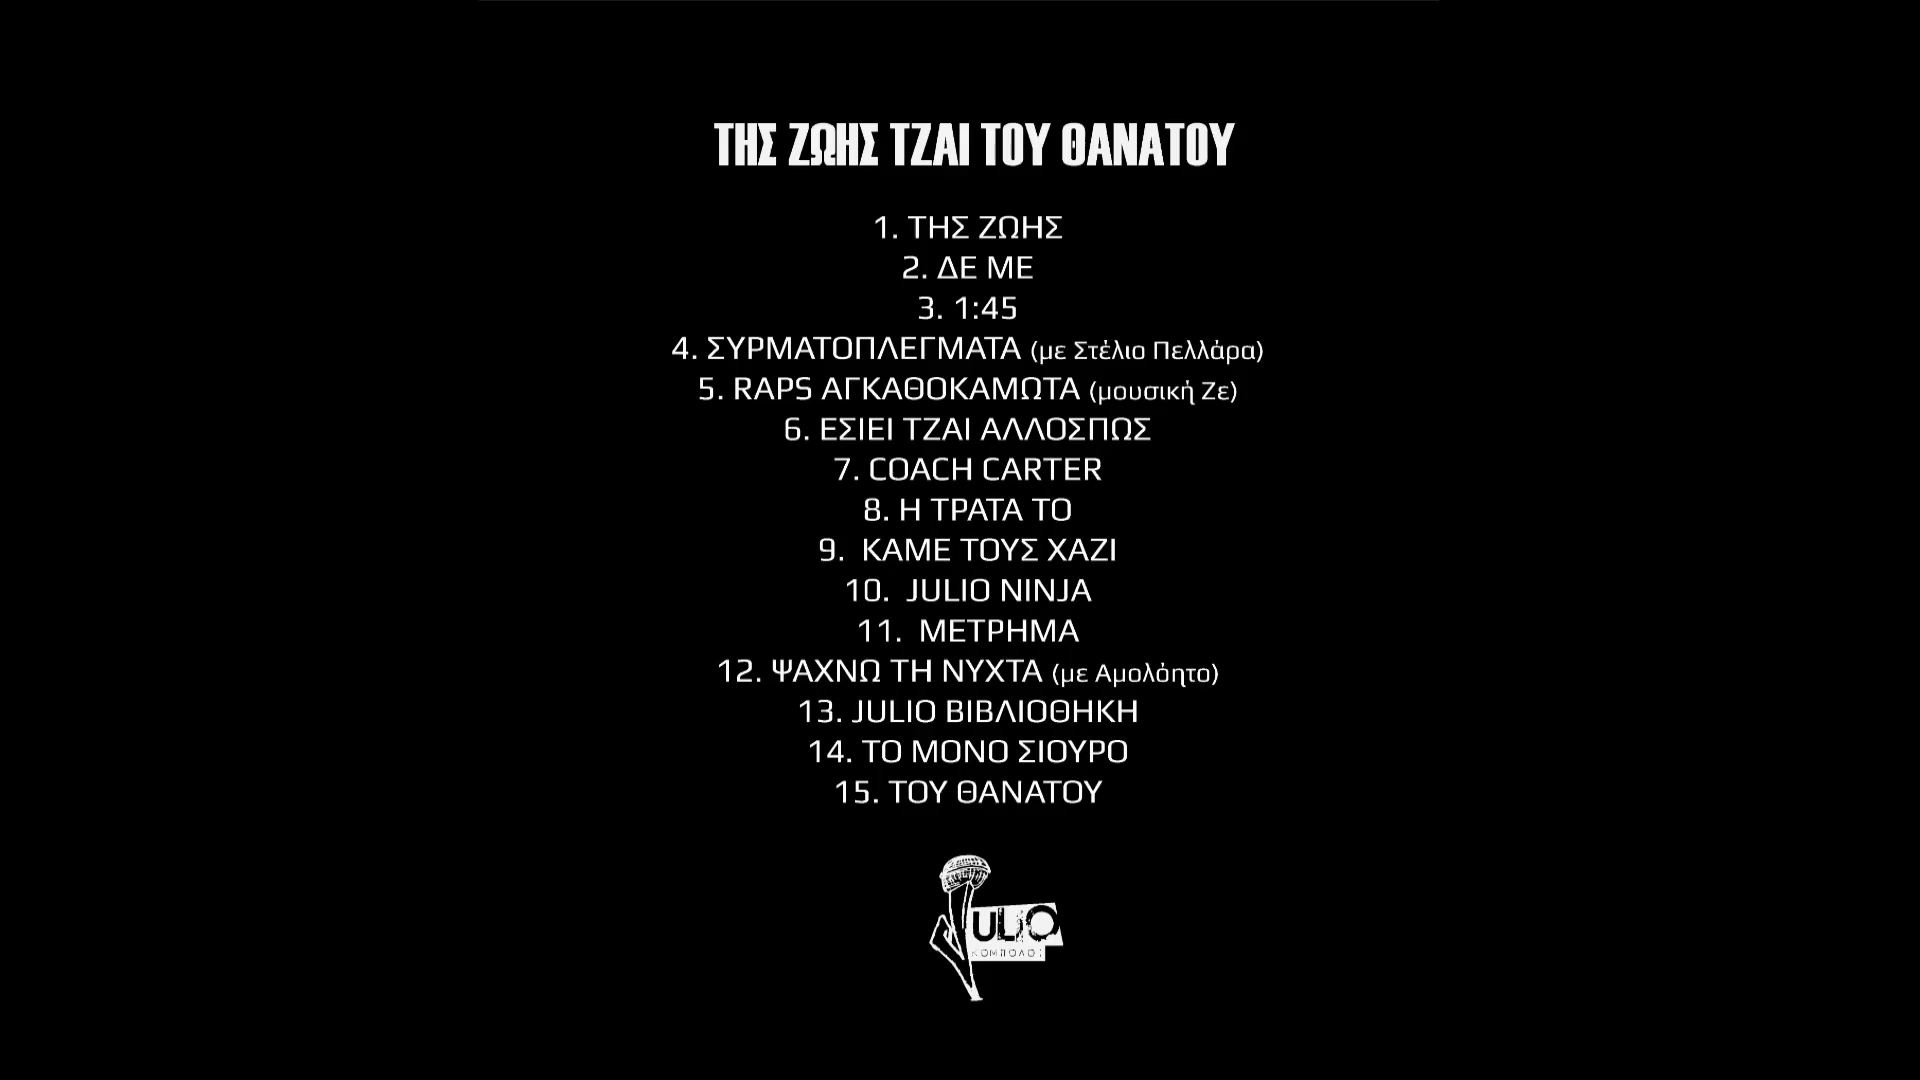 ΤΗΣ ΖΩΗΣ ΤΖΑΙ ΤΟΥ ΘΑΝΑΤΟΥ
1. ΤΗΣ ΖΩΗΣ
2. ΔΕ ΜΕ
3. 1:45
4. ΣΥΡΜΑΤΟΠΛΕΓΜΑΤΑ (με Στέλιο Πελλάρα)
5. RAPS ΑΓΚΑΘΟΚΑΜΩΤΑ (μουσική Ζε)
6. ΕΣΙΕΙ ΤΖΑΙ ΑΛΛΟΣΠΩΣ
7. COACH CARTER
8. Η ΤΡΑΤΑ ΤΟ
9. ΚΑΜΕ ΤΟΥΣ ΧΑΖΙ
10. JULIO NINJA
11. ΜΕΤΡΗΜΑ
12. ΨΑΧΝΩ ΤΗ ΝΥΧΤΑ (με Αμολόητο)
13. JULIO ΒΙΒΛΙΟΘΗΚΗ
14. ΤΟ ΜΟΝΟ ΣΙΟΥΡΟ
15. ΤΟΥ ΘΑΝΑΤΟΥ
JULIO